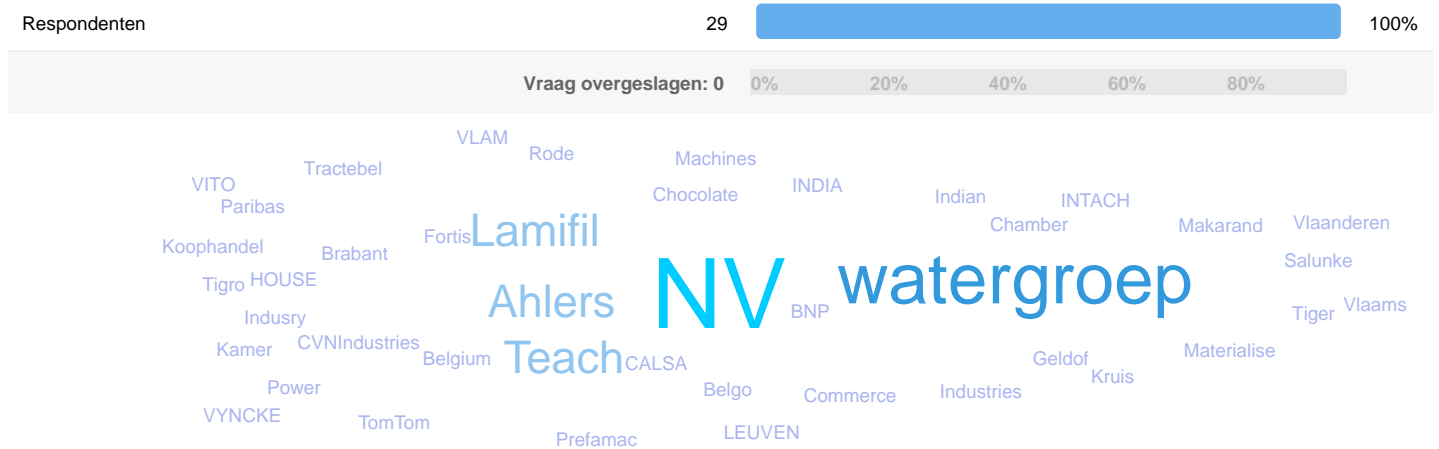 Respondenten 29 100%
Vraag overgeslagen: 0 0% 20% 40% 60% 80%
VLAM
Rode Machines
Tractebel
VITO Chocolate INDIA Indian INTACH
Paribas
Koophandel Brabant Fortis Lamifil Chamber Makarand Vlaanderen
Tigro HOUSE Salunke
Ahlers NV watergroep
Indusry BNP Tiger Vlaams
Kamer CVNIndustries Belgium Teach CALSA Geldof Materialise
Kruis
Power Belgo Commerce Industries
VYNCKE TomTom
Prefamac LEUVEN